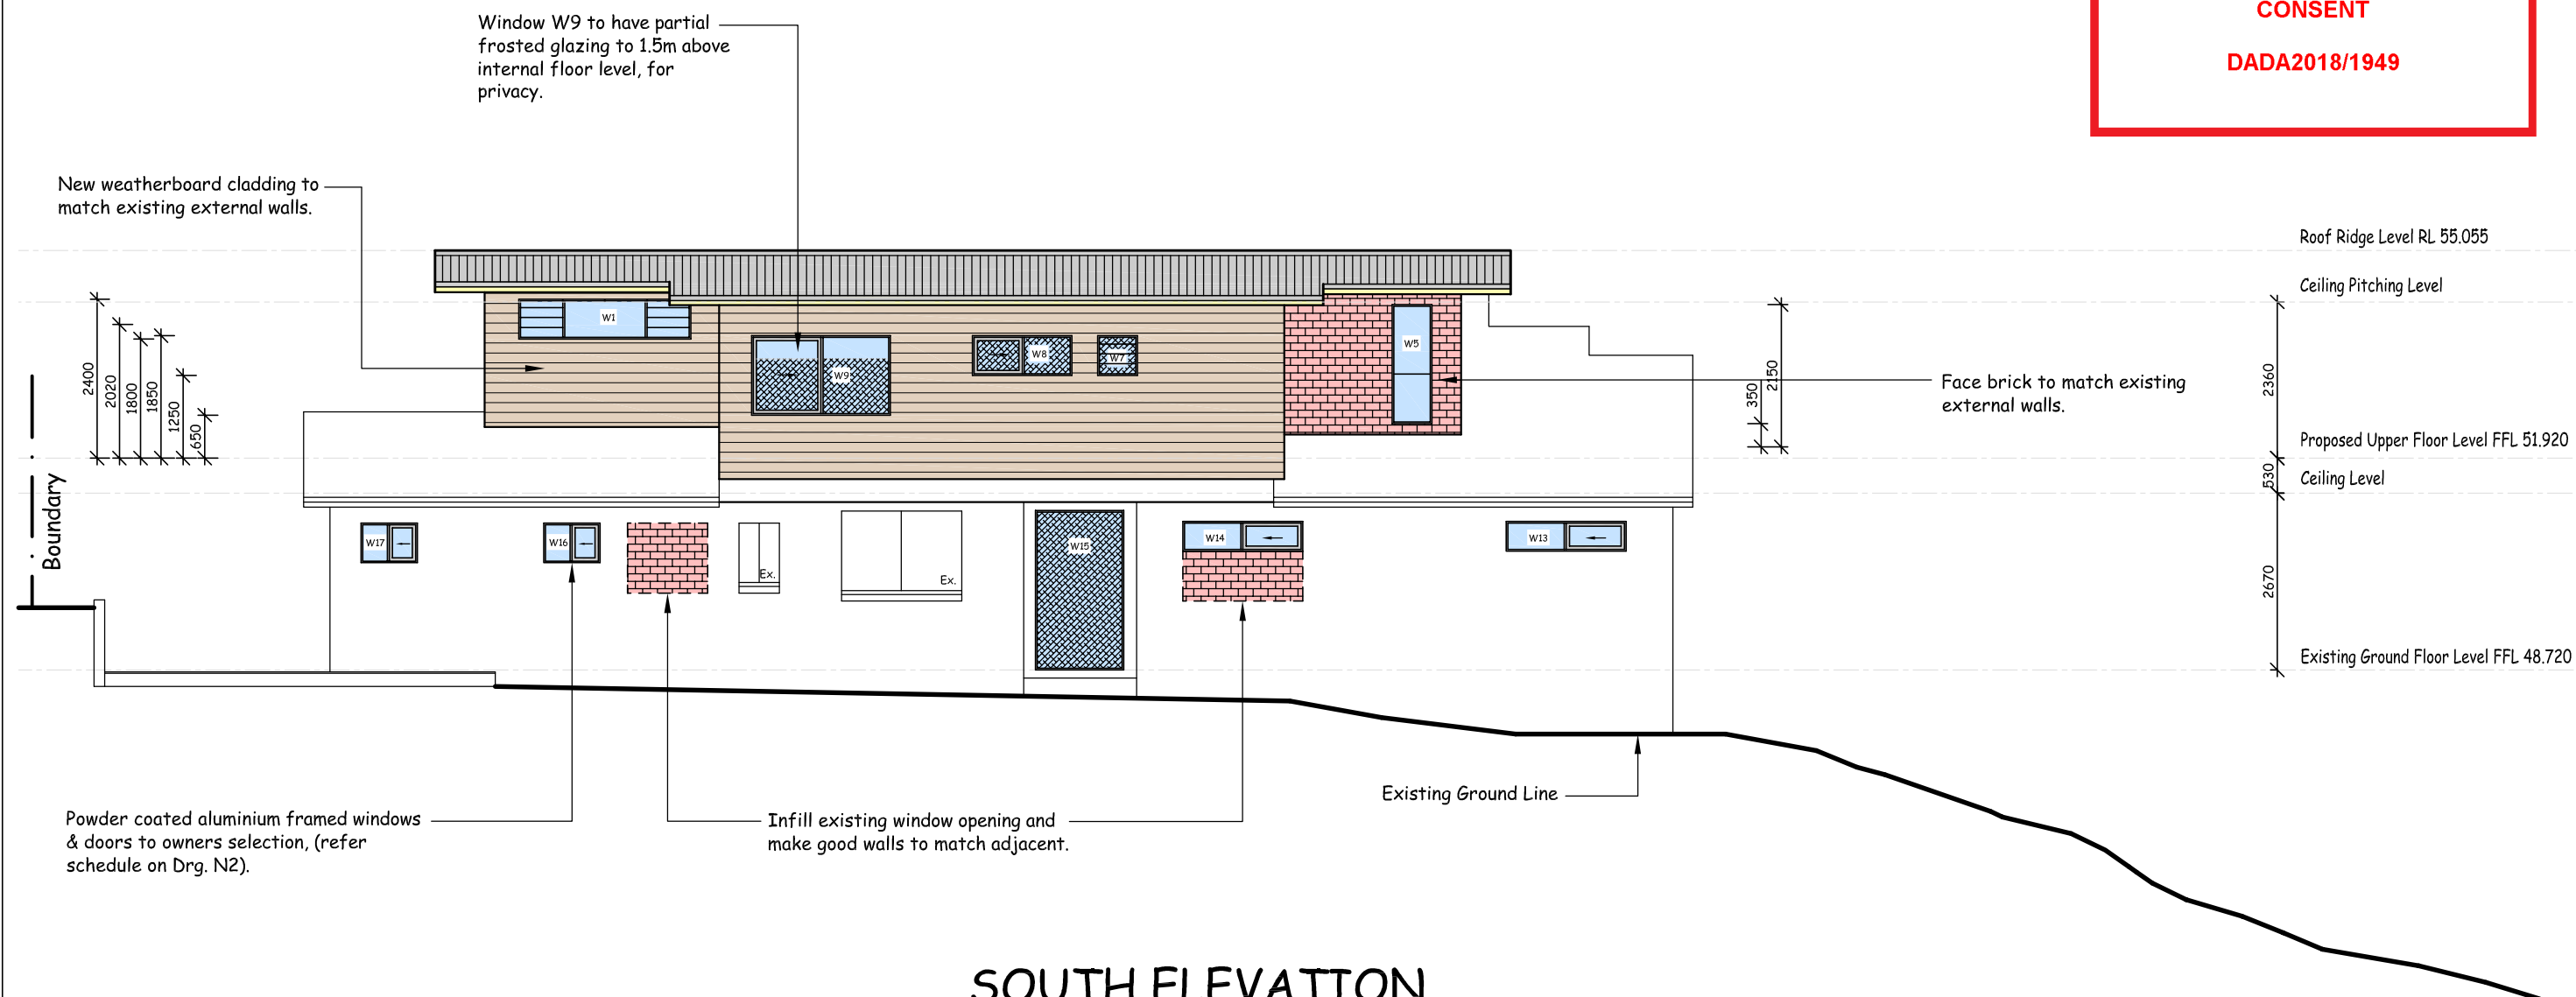 CONSENT
DADA2018/1949
Window W9 to have partial
frosted glazing to 1.5m above
internal floor level, for
privacy.
New weatherboard cladding to
match existing external walls.
Roof Ridge Level RL 55.055
Ceiling Pitching Level
Proposed Upper Floor Level FFL 51.920
Ceiling Level
Existing Ground Floor Level FFL 48.720
2400
2020
1800
1850
1250
650
Boundary
W1
W9
W8
W7
W5
350
2150
2360
530
2670
Face brick to match existing
external walls.
W17
W16
Ex.
Ex.
W15
W14
W13
Existing Ground Line
Powder coated aluminium framed windows
& doors to owners selection, (refer
schedule on Drg. N2).
Infill existing window opening and
make good walls to match adjacent.
SOUTH ELEVATION